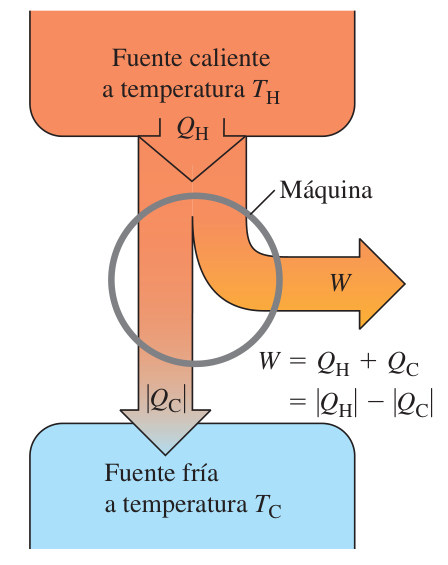 Fuente caliente
a temperatura T_H
Q_H
Máquina
W
W = Q_H + Q_C
= |Q_H| − |Q_C|
|Q_C|
Fuente fría
a temperatura T_C